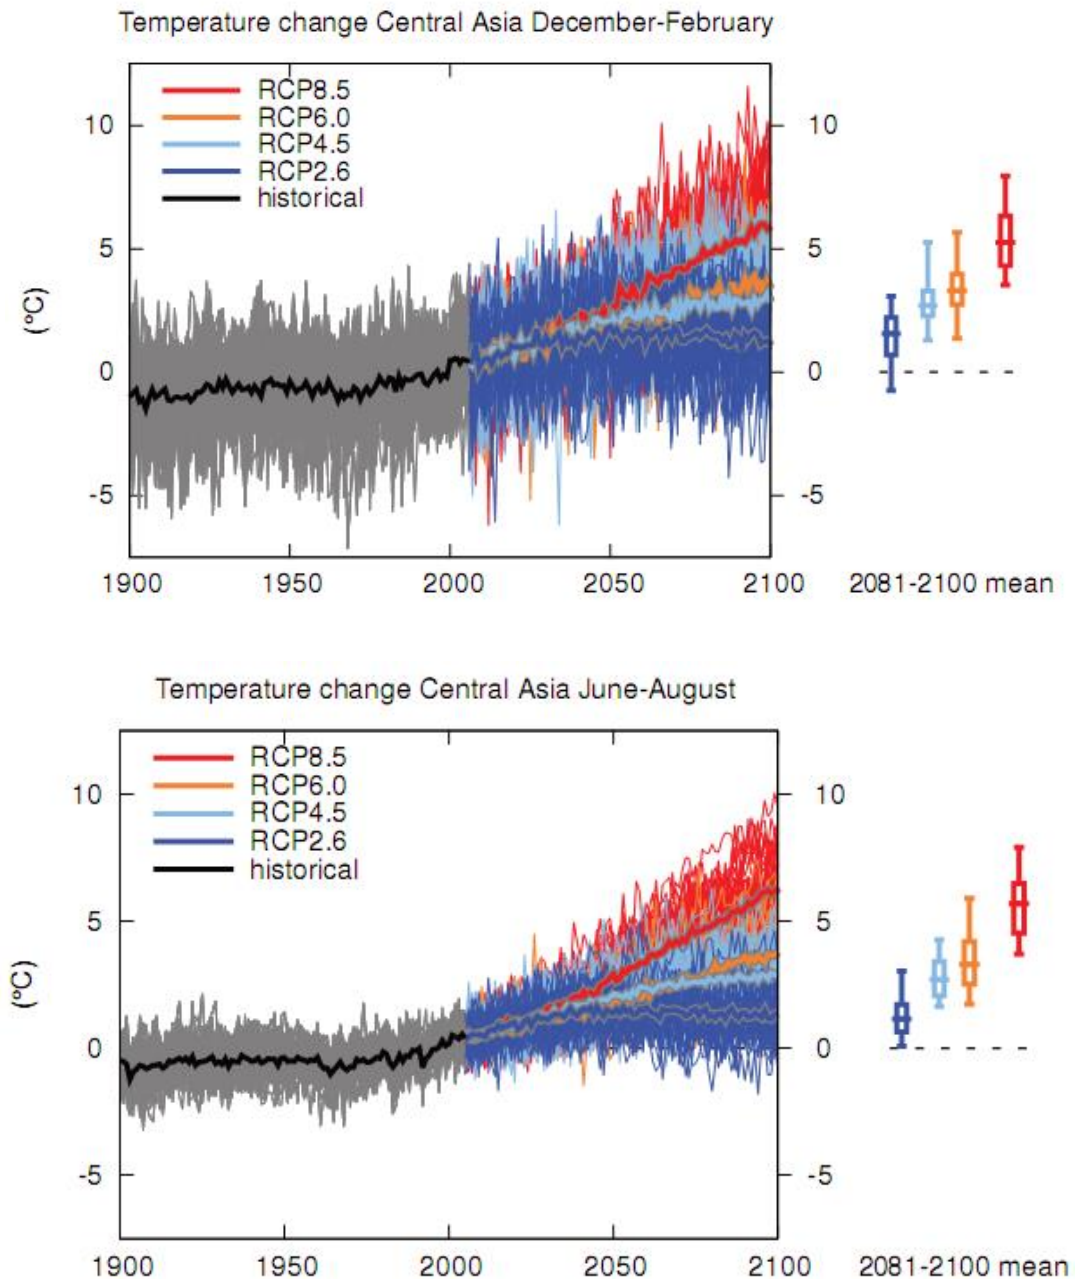 Temperature change Central Asia December-February
RCP8.5
RCP6.0
RCP4.5
RCP2.6
historical
(°C)
10
5
0
-5
10
5
0
-5
1900
1950
2000
2050
2100
2081-2100 mean
Temperature change Central Asia June-August
RCP8.5
RCP6.0
RCP4.5
RCP2.6
historical
(°C)
10
5
0
-5
10
5
0
-5
1900
1950
2000
2050
2100
2081-2100 mean